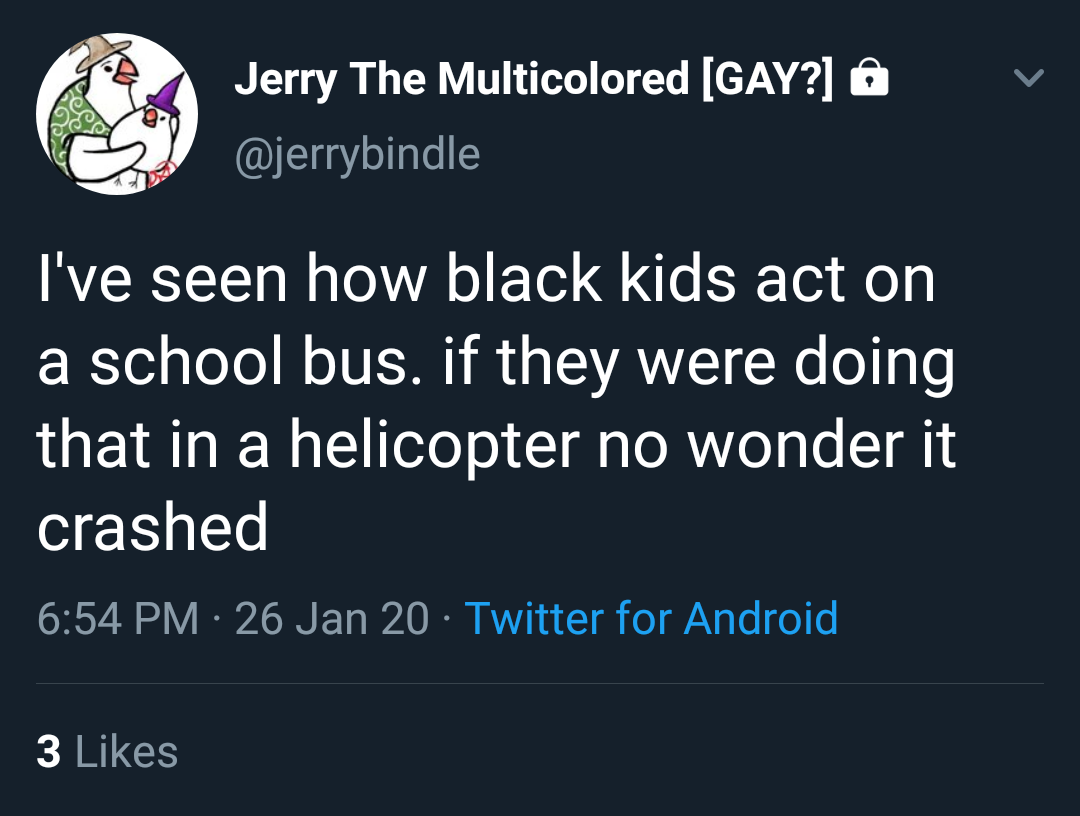 Jerry The Multicolored [GAY?]
@jerrybindle
I've seen how black kids act on
a school bus. if they were doing
that in a helicopter no wonder it
crashed
6:54 PM · 26 Jan 20 · Twitter for Android
3 Likes